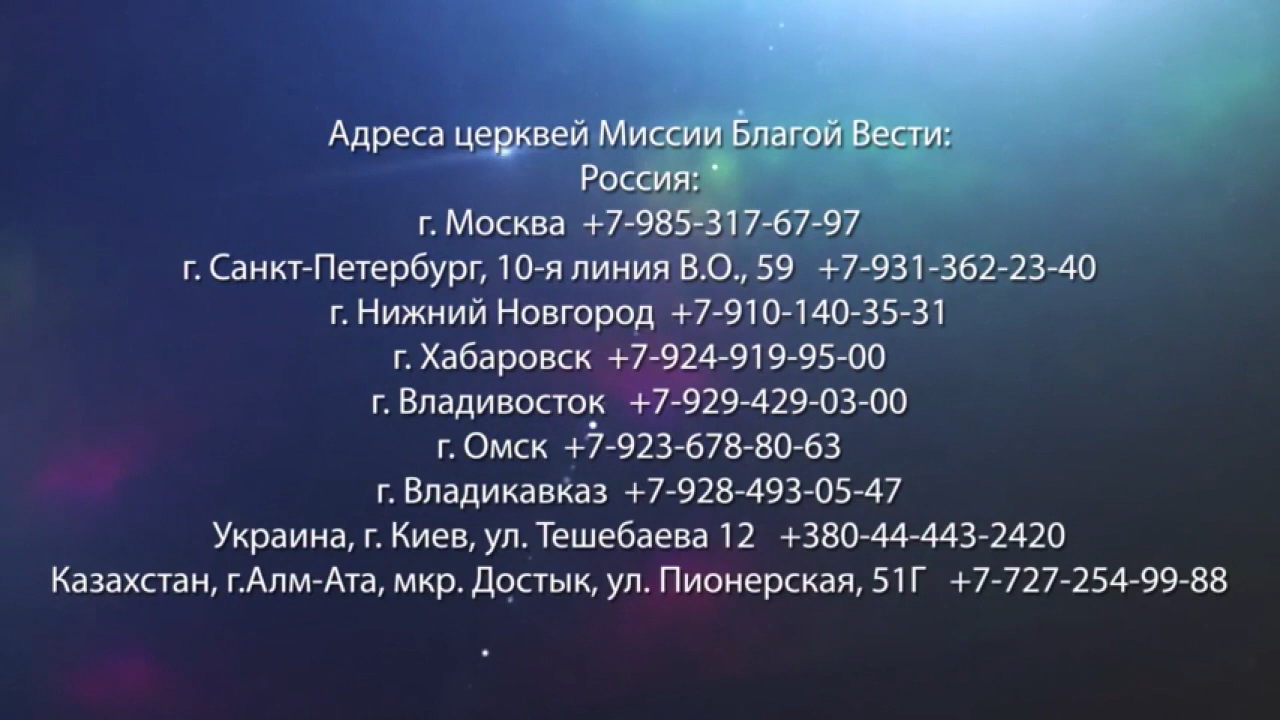 Адреса церквей Миссии Благой Вести:
Россия:
г. Москва +7-985-317-67-97
г. Санкт-Петербург, 10-я линия В.О., 59 +7-931-362-23-40
г. Нижний Новгород +7-910-140-35-31
г. Хабаровск +7-924-919-95-00
г. Владивосток +7-929-429-03-00
г. Омск +7-923-678-80-63
г. Владикавказ +7-928-493-05-47
Украина, г. Киев, ул. Тешебаева 12 +380-44-443-2420
Казахстан, г.Алм-Ата, мкр. Достык, ул. Пионерская, 51Г +7-727-254-99-88